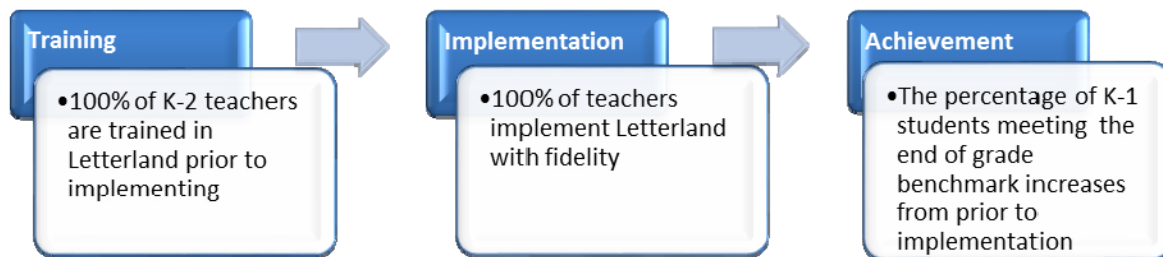 Training
•100% of K-2 teachers
are trained in
Letterland prior to
implementing
Implementation
•100% of teachers
implement Letterland
with fidelity
Achievement
•The percentage of K-1
students meeting the
end of grade
benchmark increases
from prior to
implementation